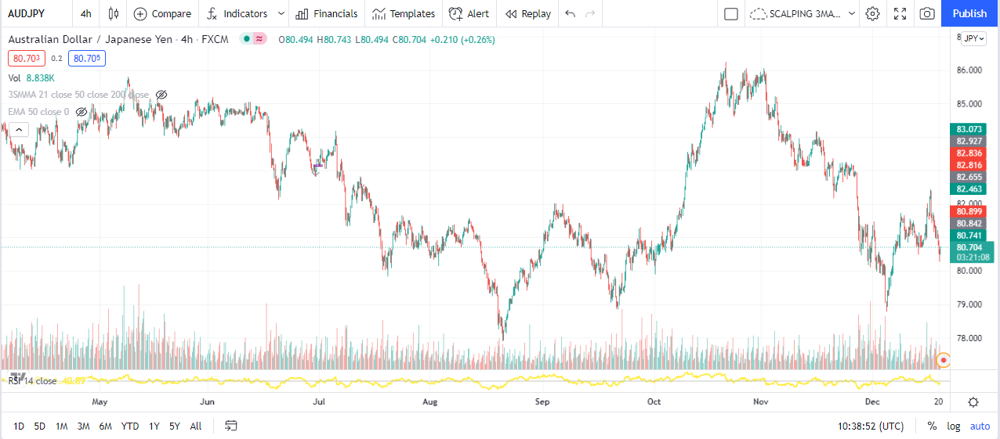 AUDJPY 4h Compare Indicators Financials Templates Alert Replay SCALPING 3MA... Publish
Australian Dollar / Japanese Yen · 4h · FXCM O80.494 H80.743 L80.494 C80.704 +0.210 (+0.26%) JPY
80.703 0.2 80.705
Vol 8.838K
3SMMA 21 close 50 close 200 close
EMA 50 close 0
86.000
85.000
83.073
82.927
82.836
82.816
82.655
82.463
82.000
80.899
80.842
80.741
80.704
03:21:08
80.000
79.000
78.000
RSI 14 close 40.89
May Jun Jul Aug Sep Oct Nov Dec 20
1D 5D 1M 3M 6M YTD 1Y 5Y All 10:38:52 (UTC) % log auto